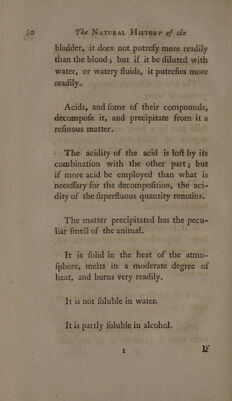 50 The NATURAL HISTORY of the
bladder, it does not putrefy more readily
than the blood; but if it be diluted with
water, or watery fluids, it putrefies more
readily.
Acids, and ſome of their compounds,
decompoſe it, and precipitate from it a
reſinous matter.
The acidity of the acid is loſt by its
combination with the other part; but
if more acid be employed than what is
neceſſary for the decompoſition, the aci-
dity of the ſuperfluous quantity remains.
The matter precipitated has the pecu-
liar ſmell of the animal.
It is ſolid in the heat of the atmo-
ſphere, melts in a moderate degree of
heat, and burns very readily.
It is not ſoluble in water.
It is partly ſoluble in alcohol.
1 If